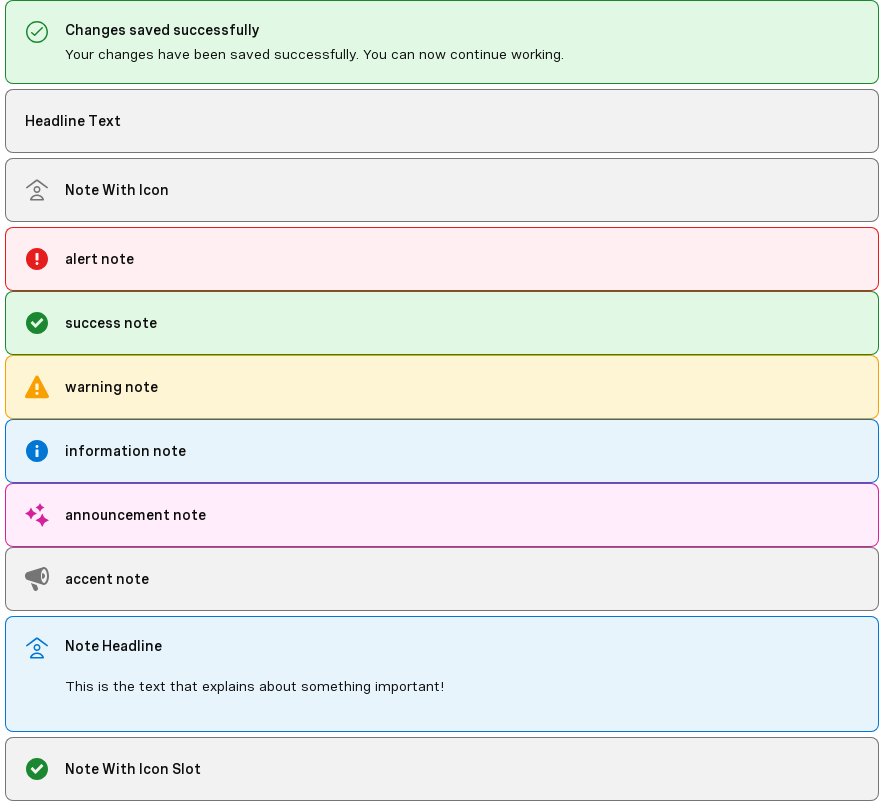 Changes saved successfully
Your changes have been saved successfully. You can now continue working.
Headline Text
Note With Icon
alert note
success note
warning note
information note
announcement note
accent note
Note Headline
This is the text that explains about something important!
Note With Icon Slot